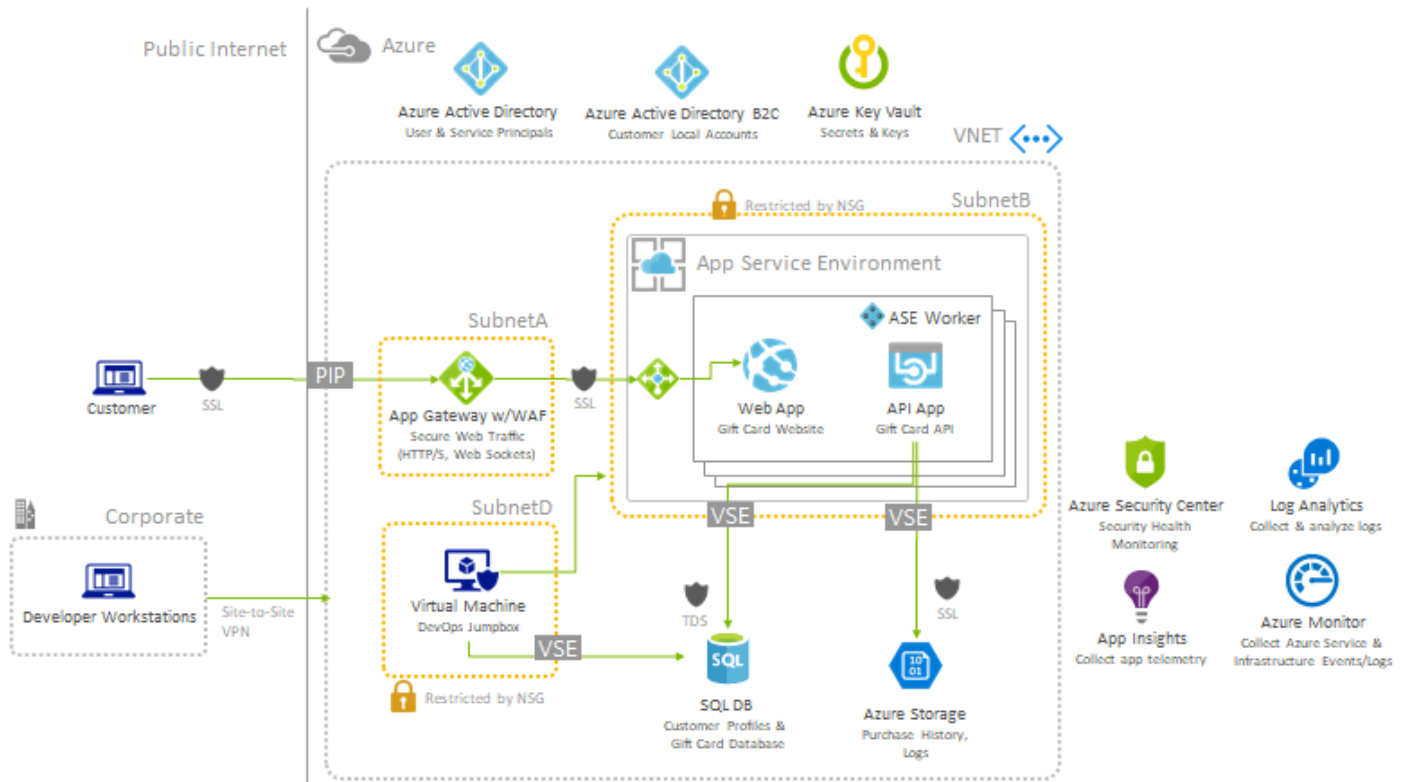 Public Internet
Azure
Azure Active Directory
User & Service Principals
Azure Active Directory B2C
Customer Local Accounts
Azure Key Vault
Secrets & Keys
VNET
Restricted by NSG
SubnetB
App Service Environment
ASE Worker
SubnetA
PIP
Customer
SSL
App Gateway w/WAF
Secure Web Traffic
(HTTP/S, Web Sockets)
SSL
Web App
Gift Card Website
API App
Gift Card API
Corporate
Developer Workstations
Site-to-Site
VPN
SubnetD
Virtual Machine
DevOps Jumpbox
VSE
Restricted by NSG
VSE
VSE
TDS
SSL
SQL
SQL DB
Customer Profiles &
Gift Card Database
10
01
Azure Storage
Purchase History,
Logs
Azure Security Center
Security Health
Monitoring
Log Analytics
Collect & analyze logs
App Insights
Collect app telemetry
Azure Monitor
Collect Azure Service &
Infrastructure Events/Logs